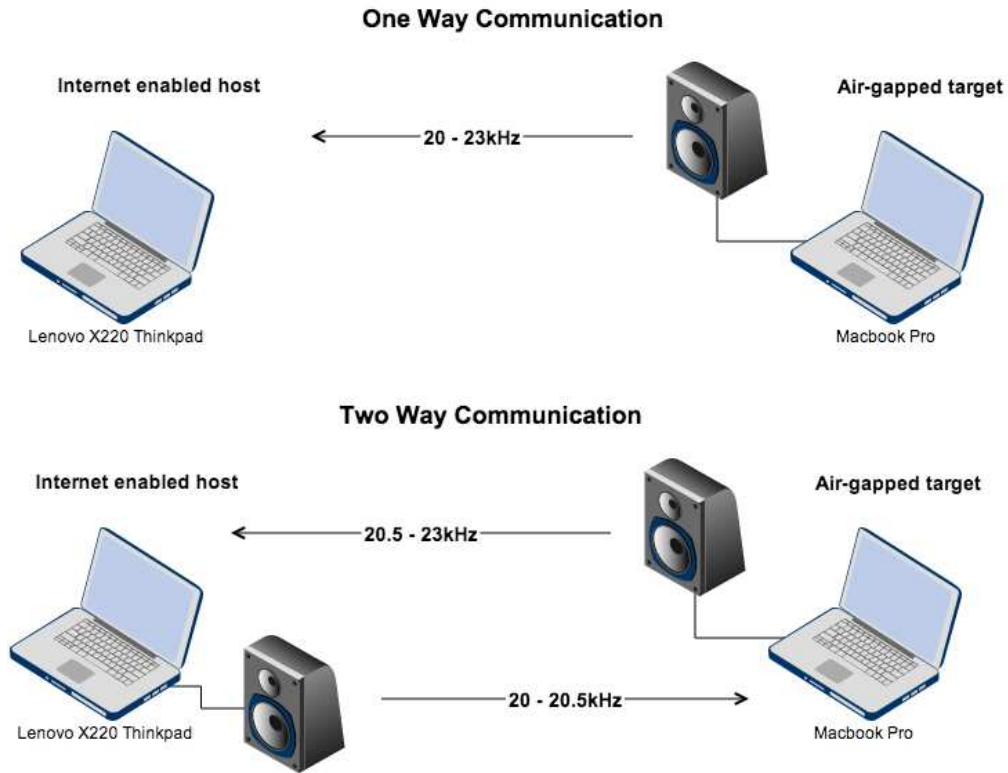 One Way Communication
Internet enabled host
Air-gapped target
20 - 23kHz
Lenovo X220 Thinkpad
Macbook Pro
Two Way Communication
Internet enabled host
Air-gapped target
20.5 - 23kHz
20 - 20.5kHz
Lenovo X220 Thinkpad
Macbook Pro